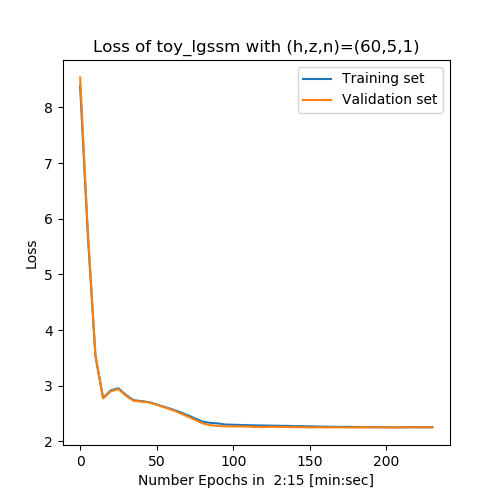 Loss of toy_lgssm with (h,z,n)=(60,5,1)
Training set
Validation set
8
7
6
5
4
3
2
Loss
0 50 100 150 200
Number Epochs in  2:15 [min:sec]